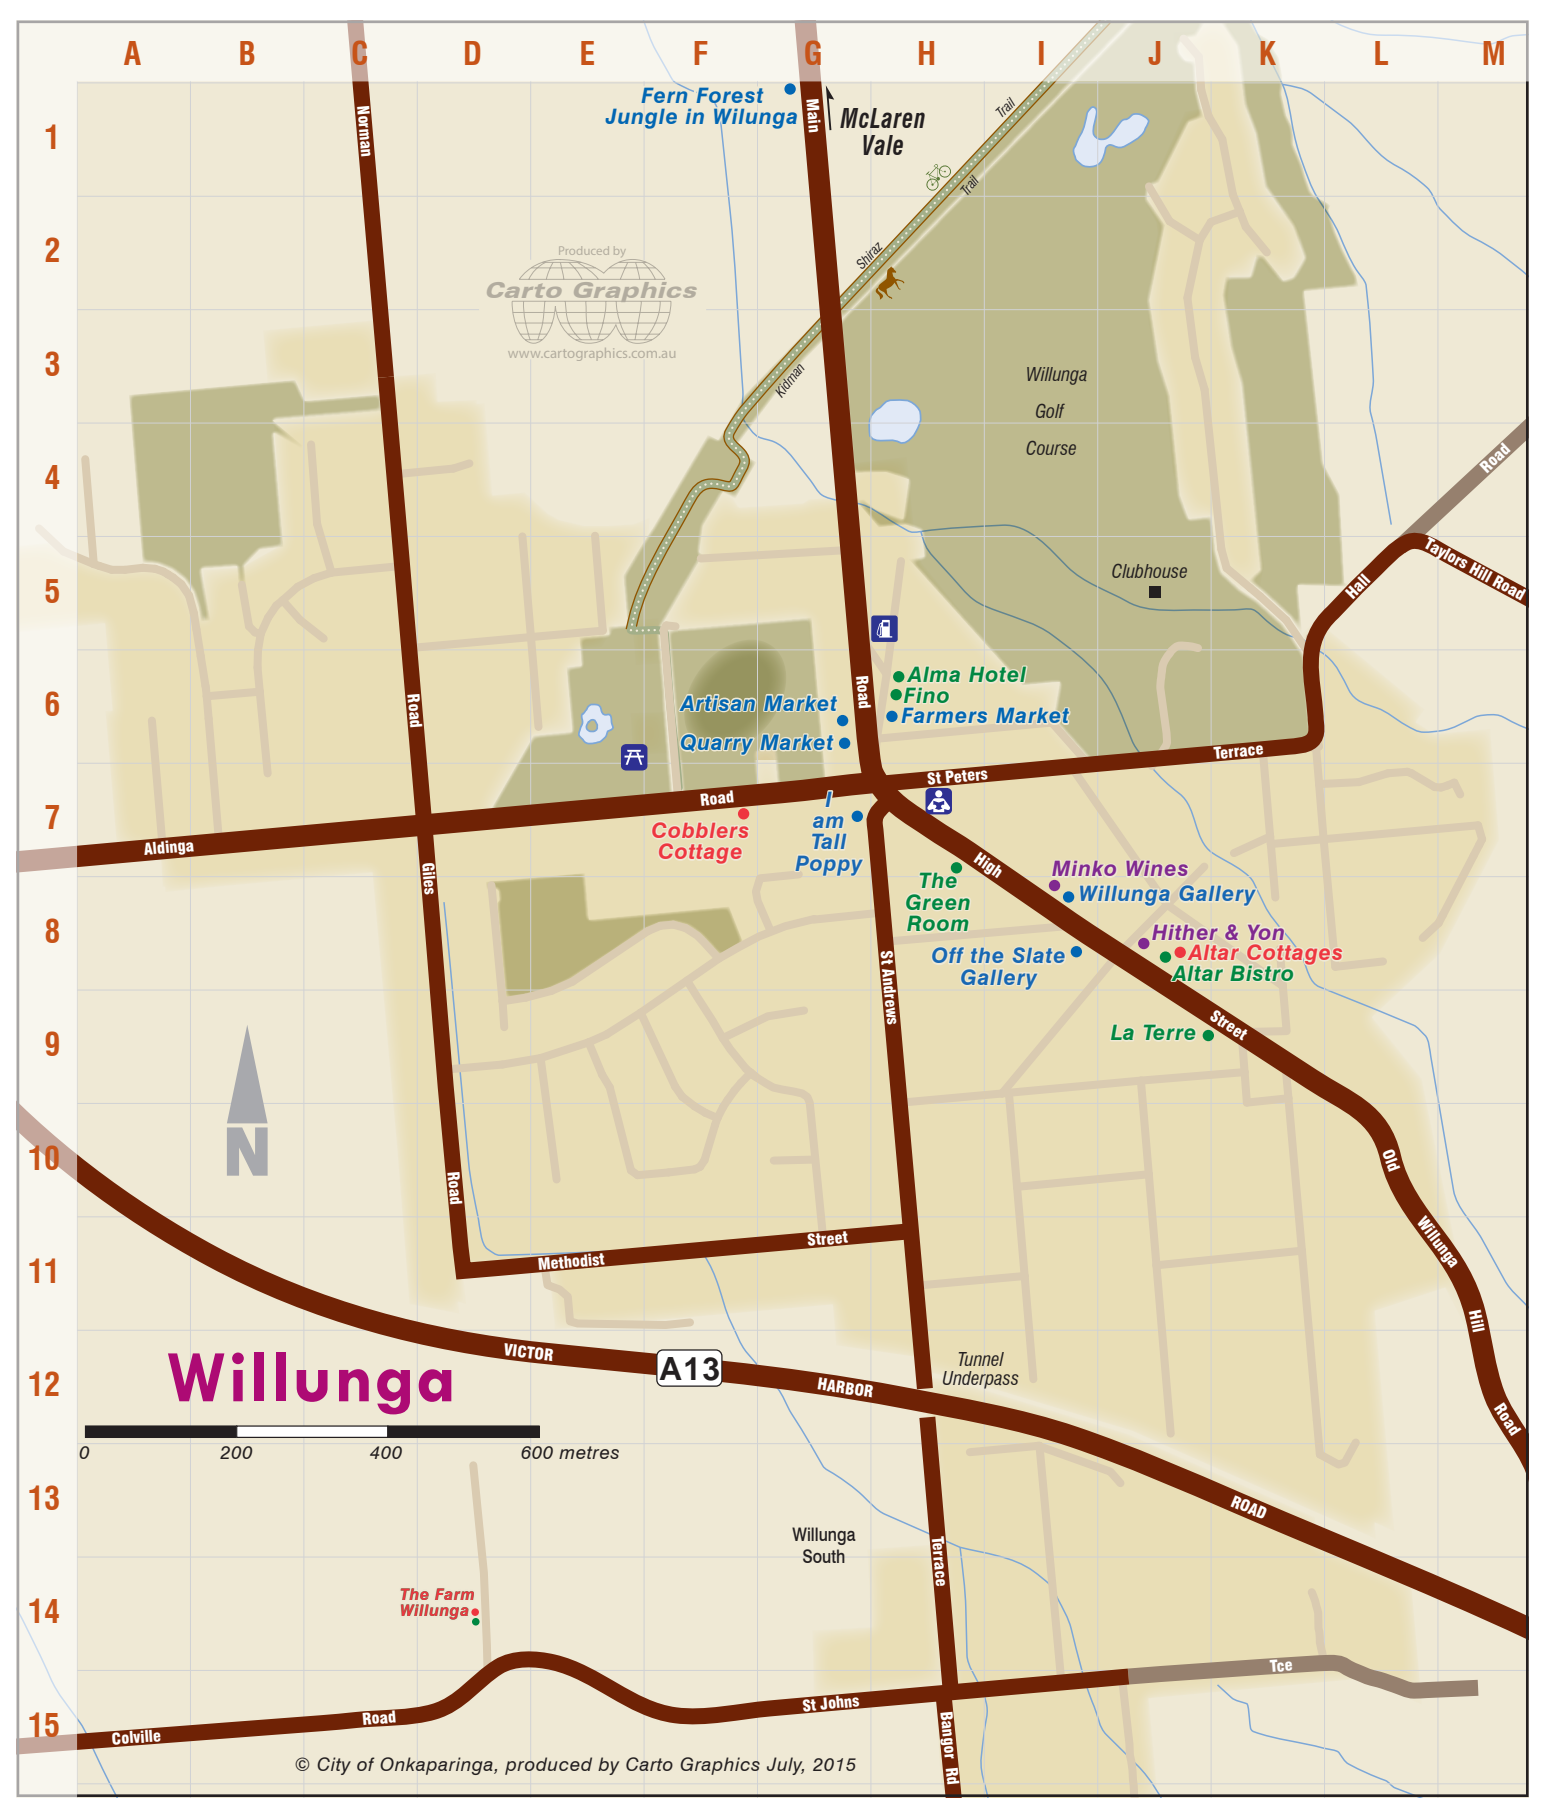 A B C D E F G H I J K L M
1
2
3
4
5
6
7
8
9
10
11
12
13
14
15
Norman
Fern Forest
Jungle in Wilunga
Main
McLaren
Vale
Trail
Trail
Shiraz
Kidman
Produced by
Carto Graphics
www.cartographics.com.au
Willunga
Golf
Course
Road
Hall
Taylors Hill Road
Clubhouse
Road
Road
Alma Hotel
Fino
Farmers Market
Artisan Market
Quarry Market
Terrace
St Peters
Road
Aldinga
Giles
Cobblers
Cottage
I
am
Tall
Poppy
High
The
Green
Room
Minko Wines
Willunga Gallery
Hither & Yon
Altar Cottages
Altar Bistro
Off the Slate
Gallery
St Andrews
Street
La Terre
N
Road
Old
Willunga
Hill
Road
Methodist
Street
VICTOR
A13
HARBOR
ROAD
Tunnel
Underpass
Willunga
0 200 400 600 metres
Willunga
South
Terrace
The Farm
Willunga
Tce
St Johns
Road
Colville
Bangor Rd
© City of Onkaparinga, produced by Carto Graphics July, 2015